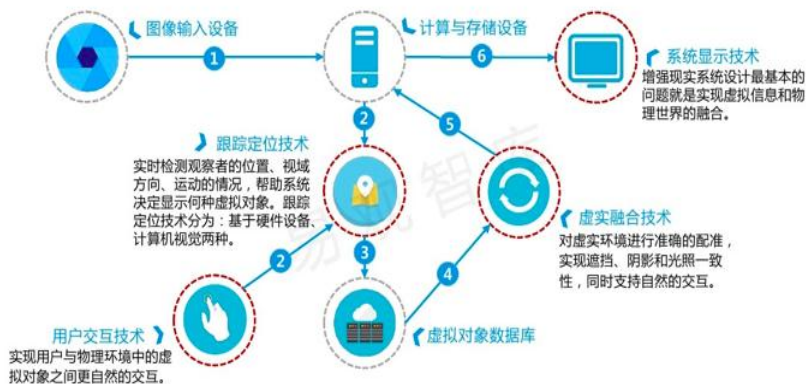 图像输入设备
计算与存储设备
1
6
系统显示技术
增强现实系统设计最基本的
问题就是实现虚拟信息和物
理世界的融合。
2
5
跟踪定位技术
实时检测观察者的位置、视域
方向、运动的情况，帮助系统
决定显示何种虚拟对象。跟踪
定位技术分为：基于硬件设备、
计算机视觉两种。
易观智库
虚实融合技术
对虚实环境进行准确的配准，
实现遮挡、阴影和光照一致
性，同时支持自然的交互。
2
3
4
用户交互技术
实现用户与物理环境中的虚
拟对象之间更自然的交互。
虚拟对象数据库